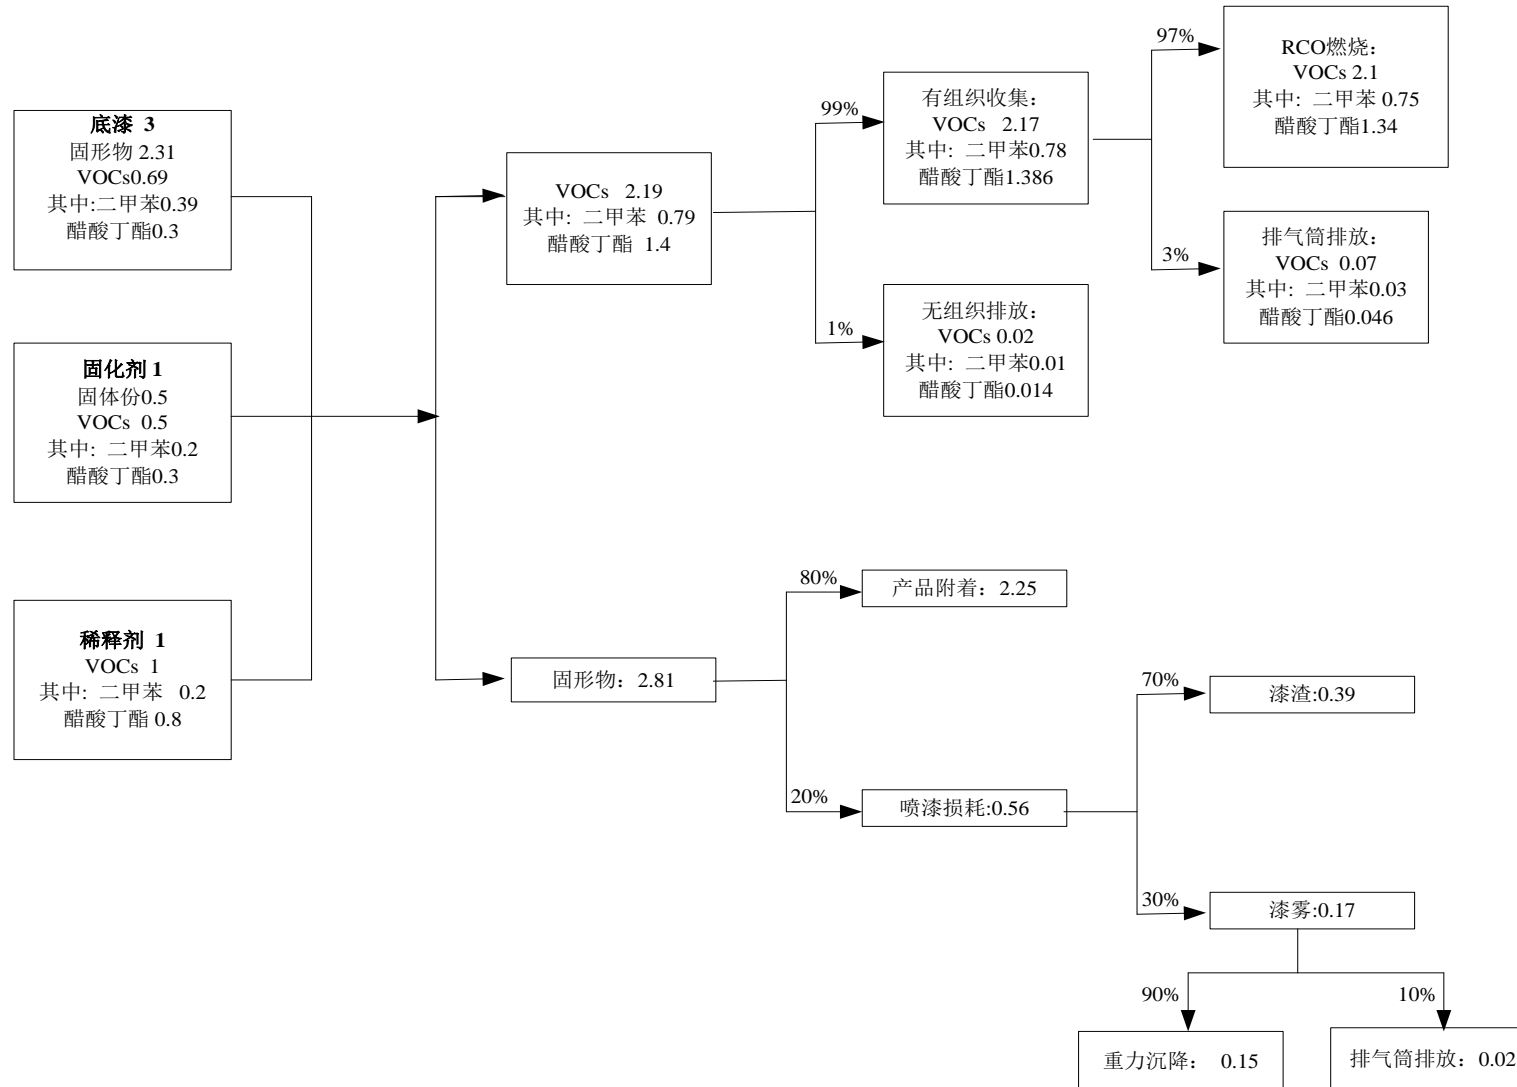 底漆 3
固形物 2.31
VOCs0.69
其中:二甲苯0.39
醋酸丁酯0.3
固化剂 1
固体份0.5
VOCs 0.5
其中: 二甲苯0.2
醋酸丁酯0.3
稀释剂 1
VOCs 1
其中: 二甲苯 0.2
醋酸丁酯 0.8
VOCs 2.19
其中: 二甲苯 0.79
醋酸丁酯 1.4
99%
有组织收集：
VOCs 2.17
其中: 二甲苯0.78
醋酸丁酯1.386
1%
无组织排放：
VOCs 0.02
其中: 二甲苯0.01
醋酸丁酯0.014
97%
RCO燃烧：
VOCs 2.1
其中: 二甲苯 0.75
醋酸丁酯1.34
3%
排气筒排放：
VOCs 0.07
其中: 二甲苯0.03
醋酸丁酯0.046
固形物：2.81
80%
产品附着：2.25
20%
喷漆损耗:0.56
70%
漆渣:0.39
30%
漆雾:0.17
90%
重力沉降： 0.15
10%
排气筒排放：0.02